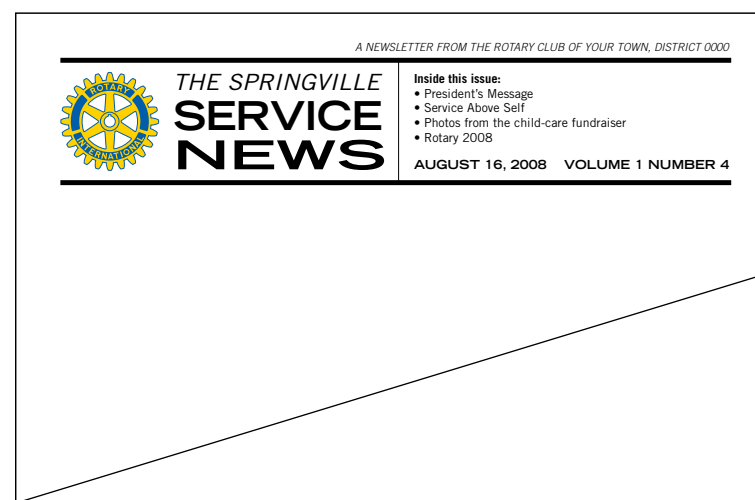 A NEWSLETTER FROM THE ROTARY CLUB OF YOUR TOWN, DISTRICT 0000
ROTARY
INTERNATIONAL
THE SPRINGVILLE
SERVICE
NEWS
Inside this issue:
• President’s Message
• Service Above Self
• Photos from the child-care fundraiser
• Rotary 2008
AUGUST 16, 2008 VOLUME 1 NUMBER 4